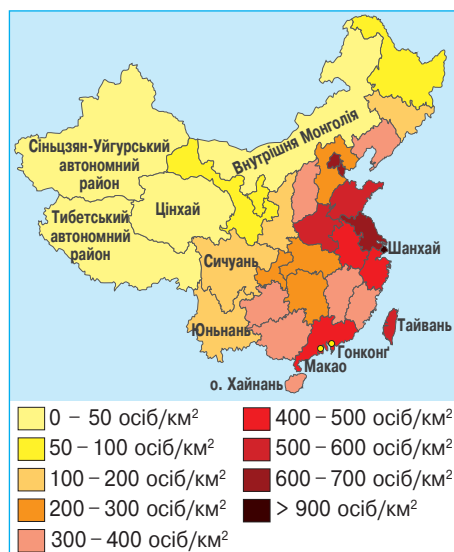 Сіньцзян-Уйгурський
автономний
район
Внутрішня Монголія
Тибетський
автономний
район
Цінхай
Сичуань
Шанхай
Юньнань
Тайвань
Гонконґ
Макао
о. Хайнань
0 – 50 осіб/км²
50 – 100 осіб/км²
100 – 200 осіб/км²
200 – 300 осіб/км²
300 – 400 осіб/км²
400 – 500 осіб/км²
500 – 600 осіб/км²
600 – 700 осіб/км²
> 900 осіб/км²